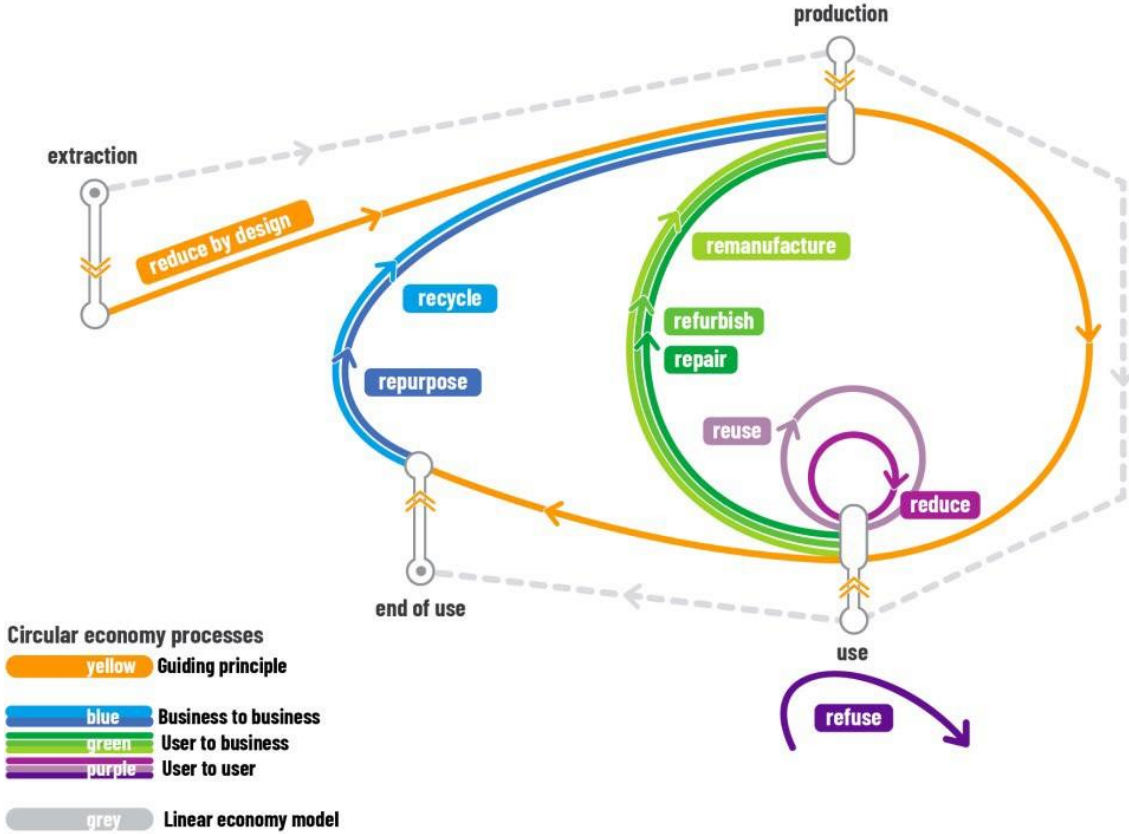 production
extraction
reduce by design
remanufacture
recycle
refurbish
repair
repurpose
reuse
reduce
end of use
use
refuse
Circular economy processes
yellow Guiding principle
blue Business to business
green User to business
purple User to user
grey Linear economy model